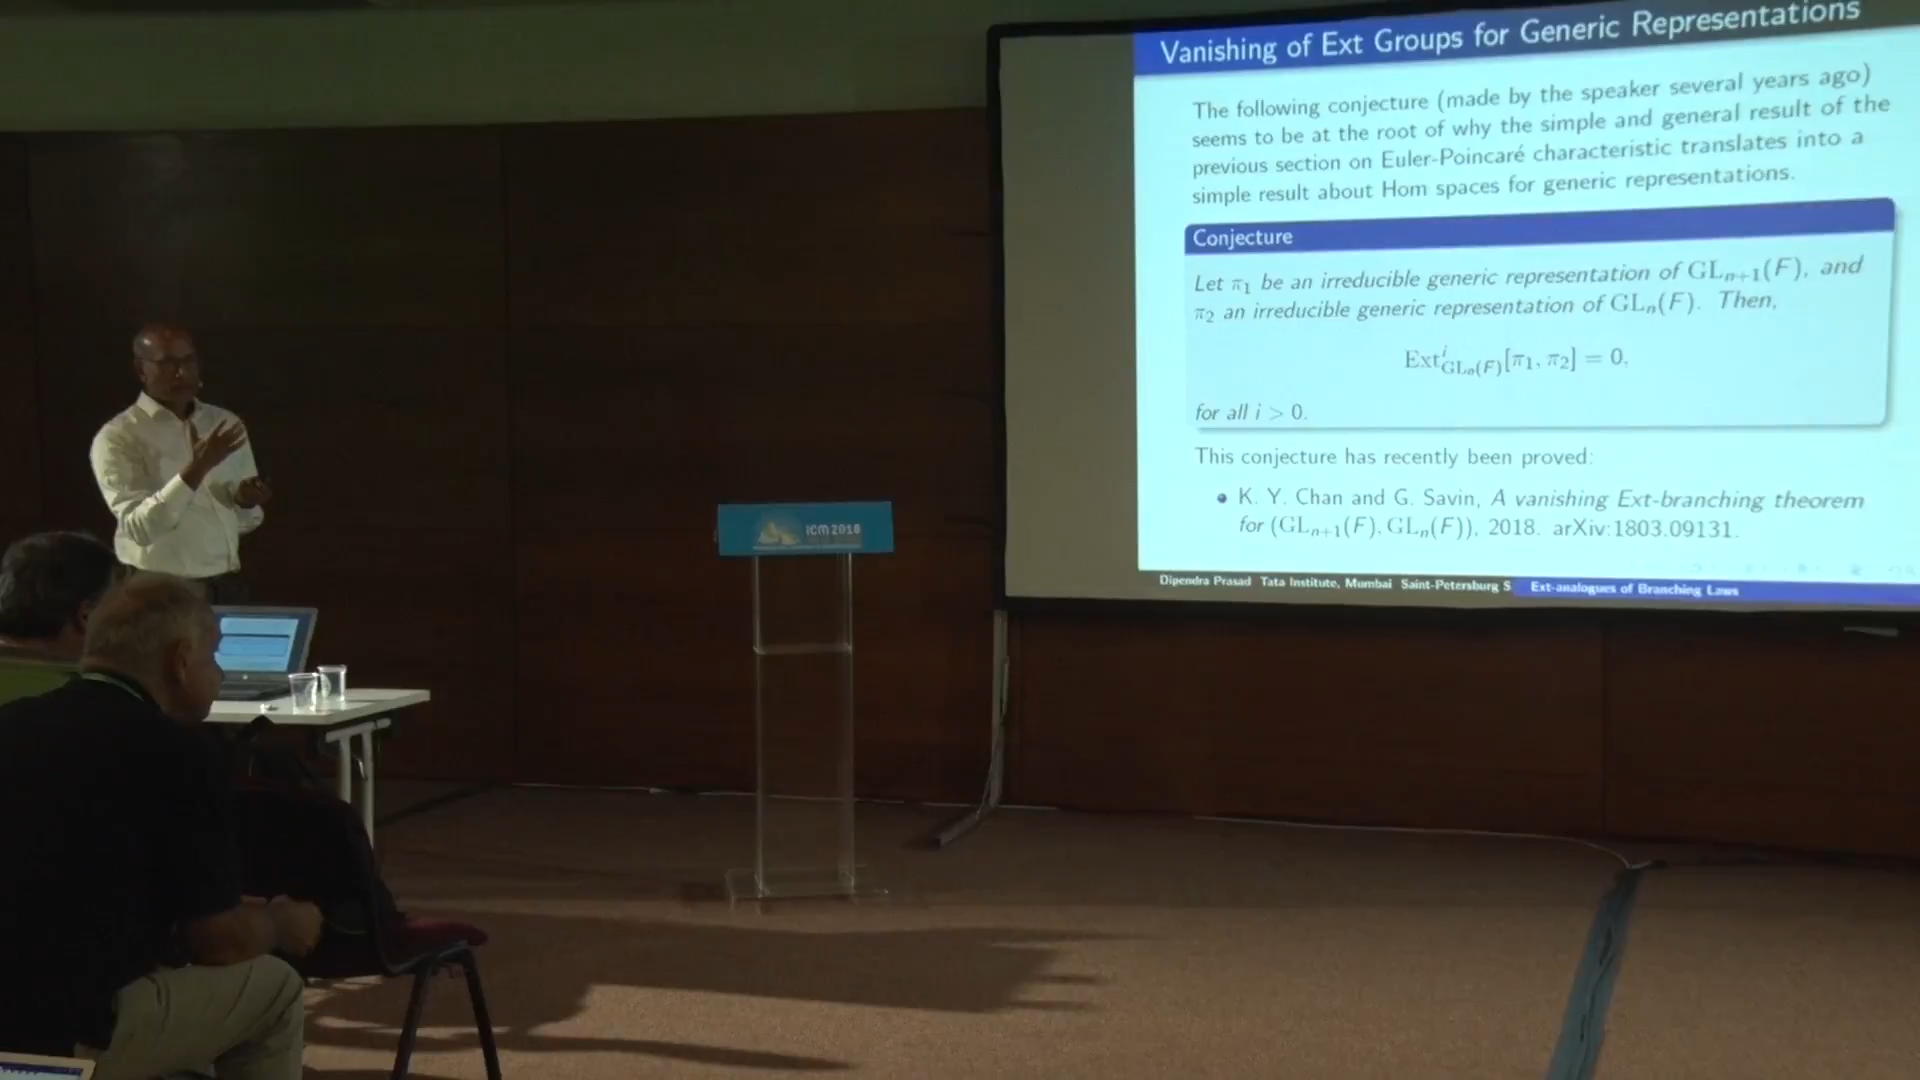 Vanishing of Ext Groups for Generic Representations
The following conjecture (made by the speaker several years ago)
seems to be at the root of why the simple and general result of the
previous section on Euler-Poincaré characteristic translates into a
simple result about Hom spaces for generic representations.
Conjecture
Let π₁ be an irreducible generic representation of GLₙ₊₁(F), and
π₂ an irreducible generic representation of GLₙ(F). Then,
Extⁱ_GLₙ(F)[π₁, π₂] = 0,
for all i > 0.
This conjecture has recently been proved:
• K. Y. Chan and G. Savin, A vanishing Ext-branching theorem
for (GLₙ₊₁(F), GLₙ(F)), 2018. arXiv:1803.09131.
Dipendra Prasad Tata Institute, Mumbai Saint-Petersburg S Ext-analogues of Branching Laws
ICM 2018